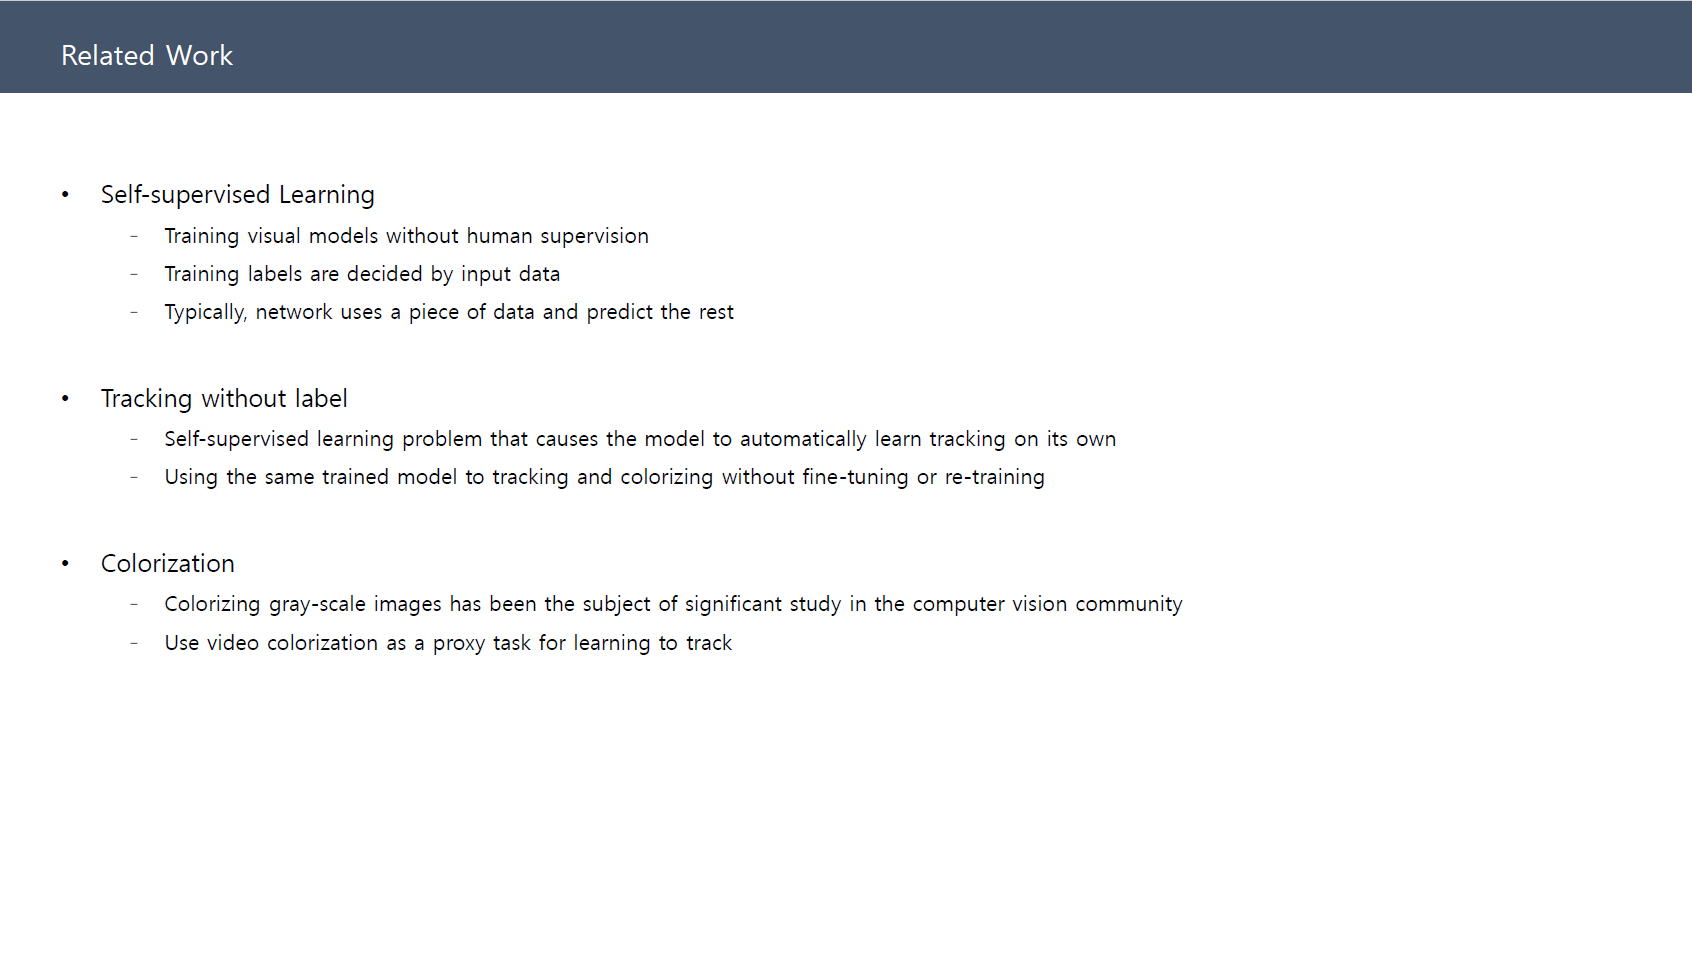 Related Work
• Self-supervised Learning
- Training visual models without human supervision
- Training labels are decided by input data
- Typically, network uses a piece of data and predict the rest
• Tracking without label
- Self-supervised learning problem that causes the model to automatically learn tracking on its own
- Using the same trained model to tracking and colorizing without fine-tuning or re-training
• Colorization
- Colorizing gray-scale images has been the subject of significant study in the computer vision community
- Use video colorization as a proxy task for learning to track